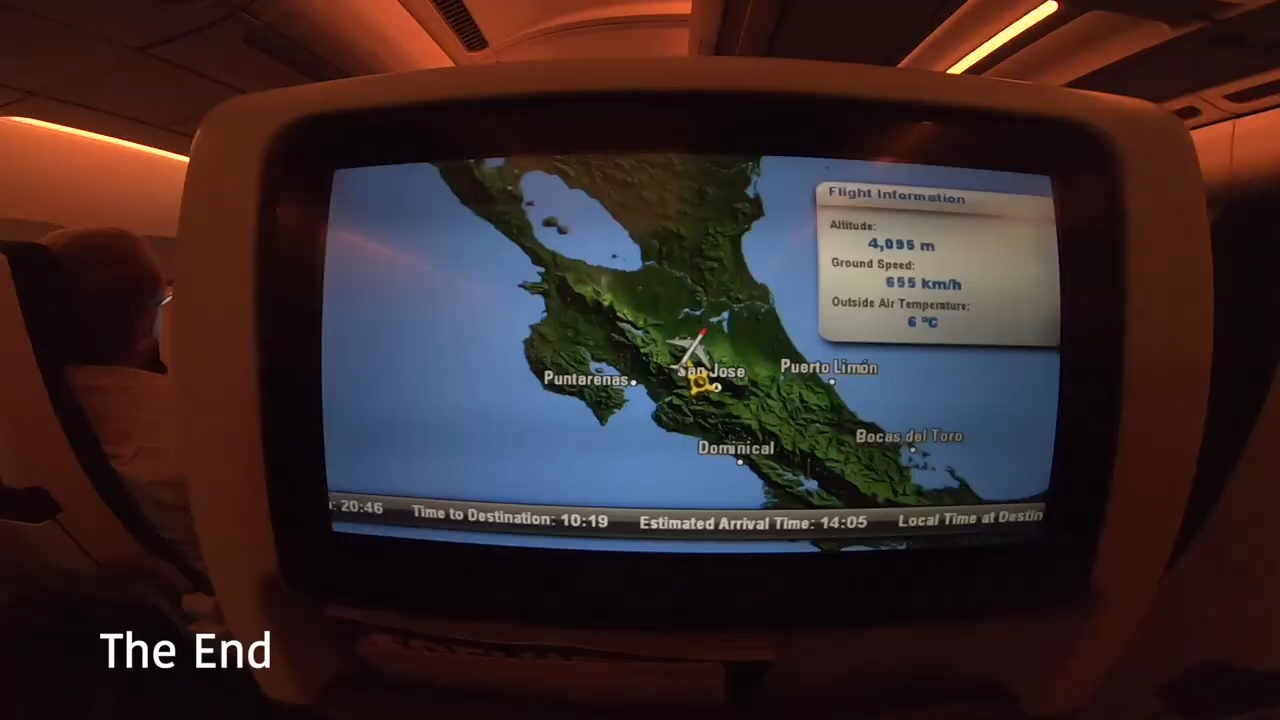 Flight Information
Altitude:
4,095 m
Ground Speed:
655 km/h
Outside Air Temperature:
6 °C
San Jose
Puerto Limón
Puntarenas
Bocas del Toro
Dominical
: 20:46 Time to Destination: 10:19 Estimated Arrival Time: 14:05 Local Time at Destin
The End